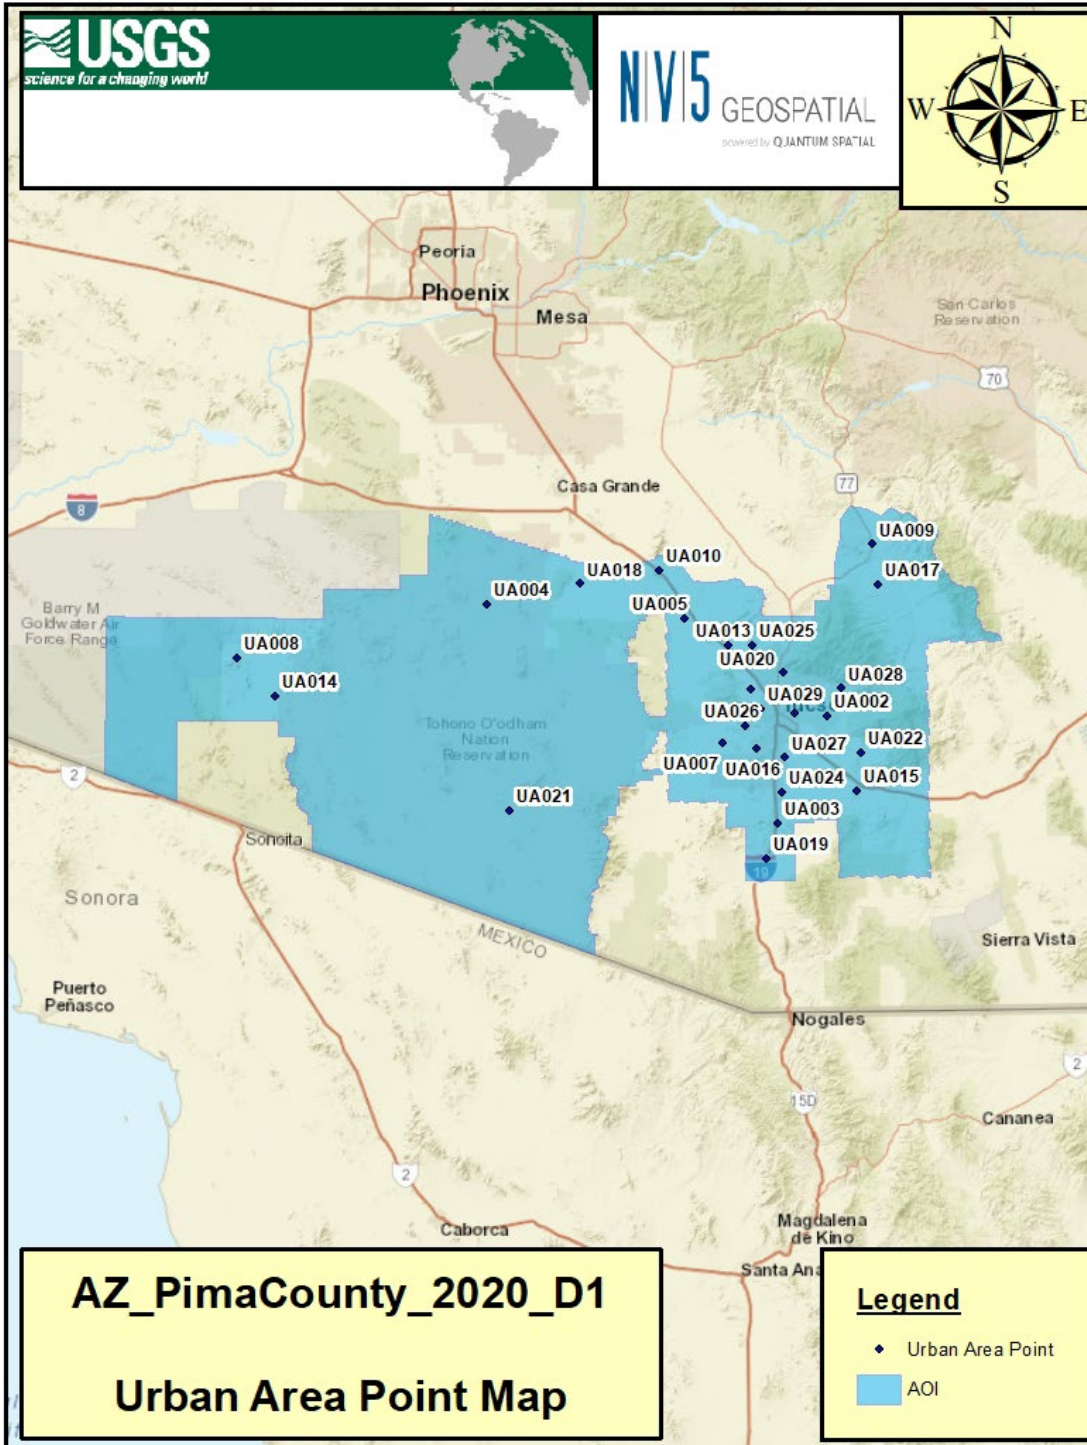 USGS
science for a changing world
N|V|5 GEOSPATIAL
powered by QUANTUM SPATIAL
N
W E
S
Peoria
Phoenix
Mesa
San Carlos
Reservation
70
Casa Grande
77
8
UA009
UA010
UA018
UA017
UA004
Barry M
Goldwater Air
Force Range
UA005
UA013
UA025
UA008
UA020
UA028
UA014
UA029
UA002
UA026
Tohono O'odham
Nation
Reservation
UA007
UA027
UA022
UA016
2
UA024
UA015
UA021
UA003
Sonoita
UA019
19
Sonora
MEXICO
Sierra Vista
Puerto
Peñasco
Nogales
2
15D
Cananea
2
Caborca
Magdalena
de Kino
Santa Ana
AZ_PimaCounty_2020_D1
Urban Area Point Map
Legend
Urban Area Point
AOI